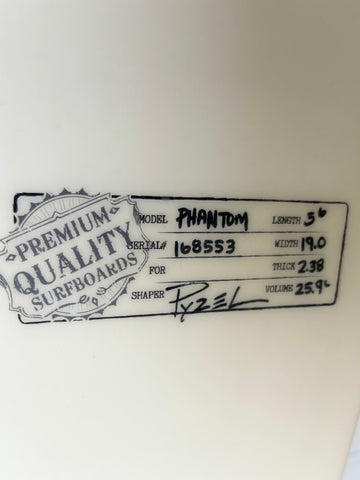 PREMIUM
QUALITY
SURFBOARDS
MODEL PHANTOM LENGTH 5'6
SERIAL# 168553 WIDTH 19.0
FOR THICK 2.38
SHAPER PYZEL VOLUME 25.9L